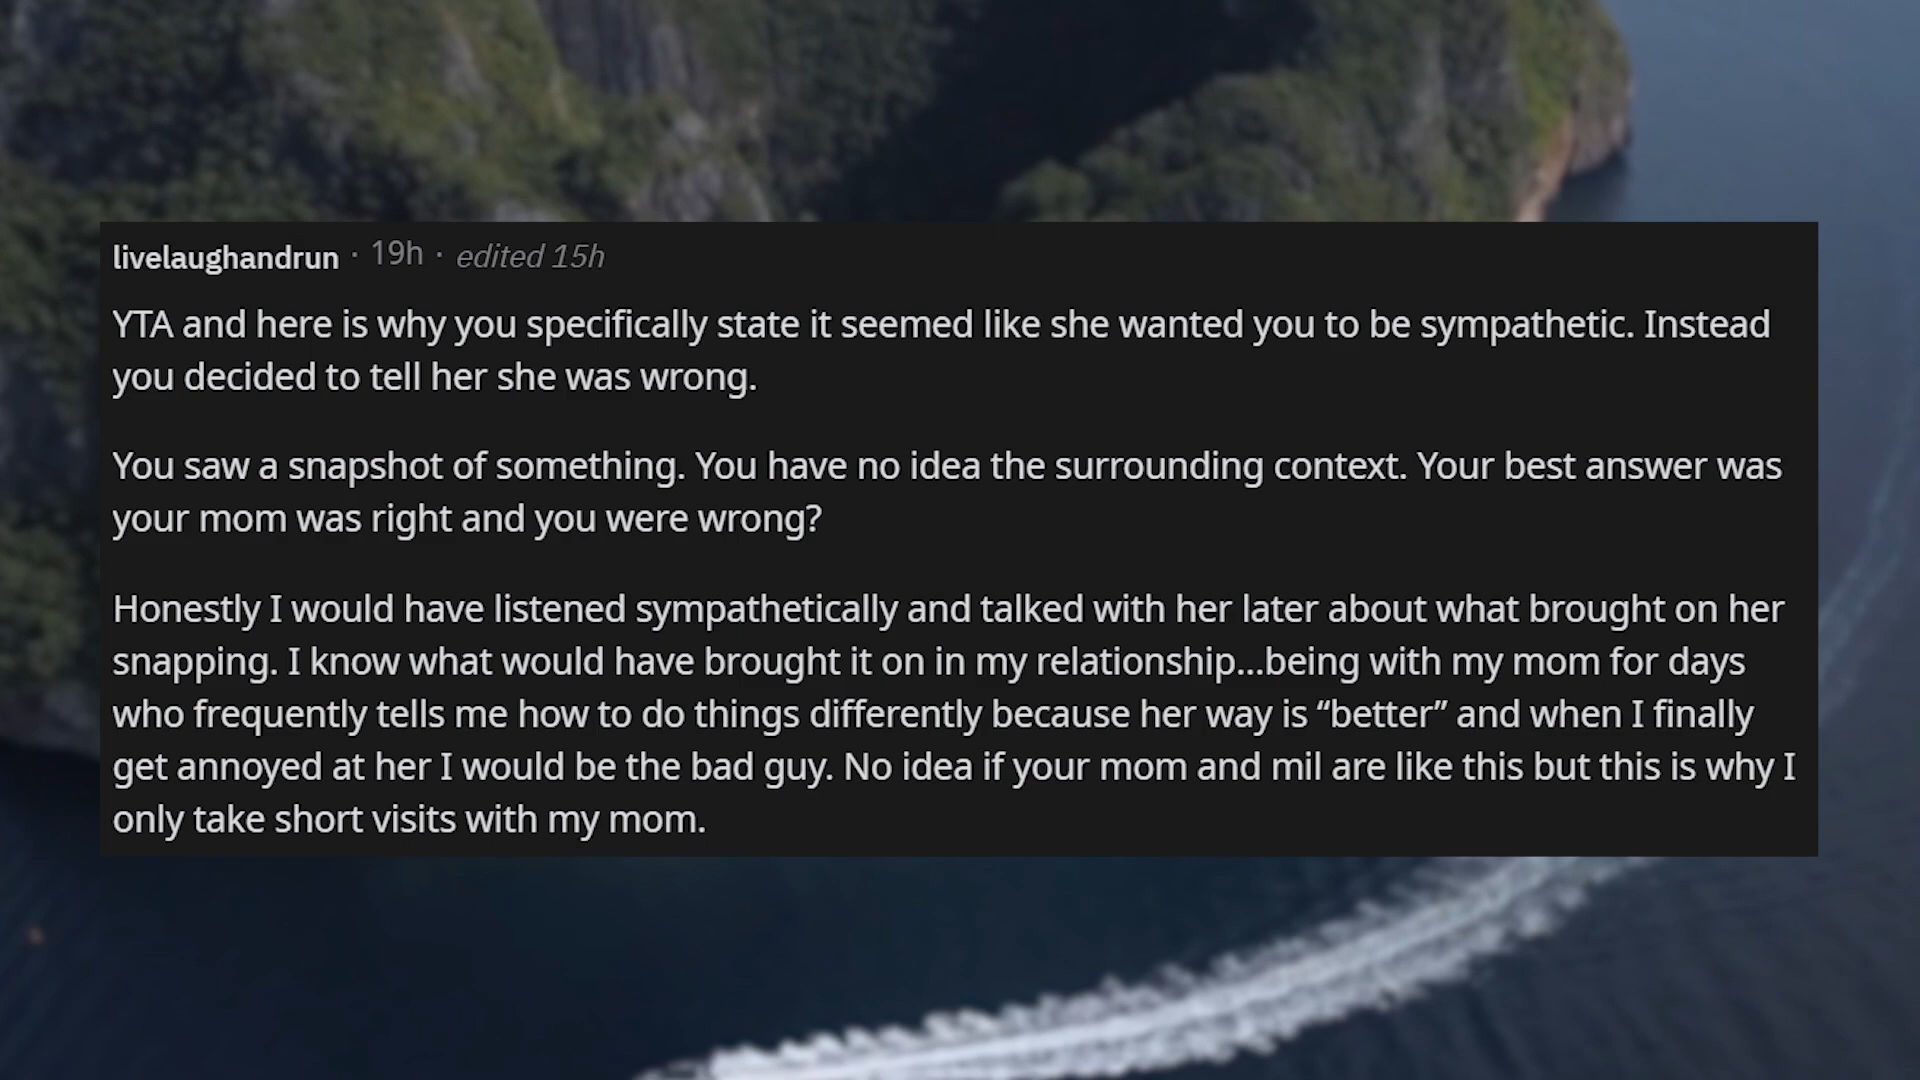 livelaughandrun · 19h · edited 15h
YTA and here is why you specifically state it seemed like she wanted you to be sympathetic. Instead
you decided to tell her she was wrong.
You saw a snapshot of something. You have no idea the surrounding context. Your best answer was
your mom was right and you were wrong?
Honestly I would have listened sympathetically and talked with her later about what brought on her
snapping. I know what would have brought it on in my relationship...being with my mom for days
who frequently tells me how to do things differently because her way is “better” and when I finally
get annoyed at her I would be the bad guy. No idea if your mom and mil are like this but this is why I
only take short visits with my mom.